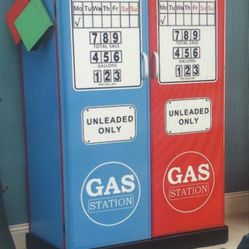 Mo Tu We Th Fr Sa Su
√
789
TOTAL SALE
456
GALLONS
123
UNLEADED
ONLY
GAS
STATION
Mo Tu We Th Fr Sa Su
789
TOTAL SALE
456
GALLONS
123
UNLEADED
ONLY
GAS
STATION